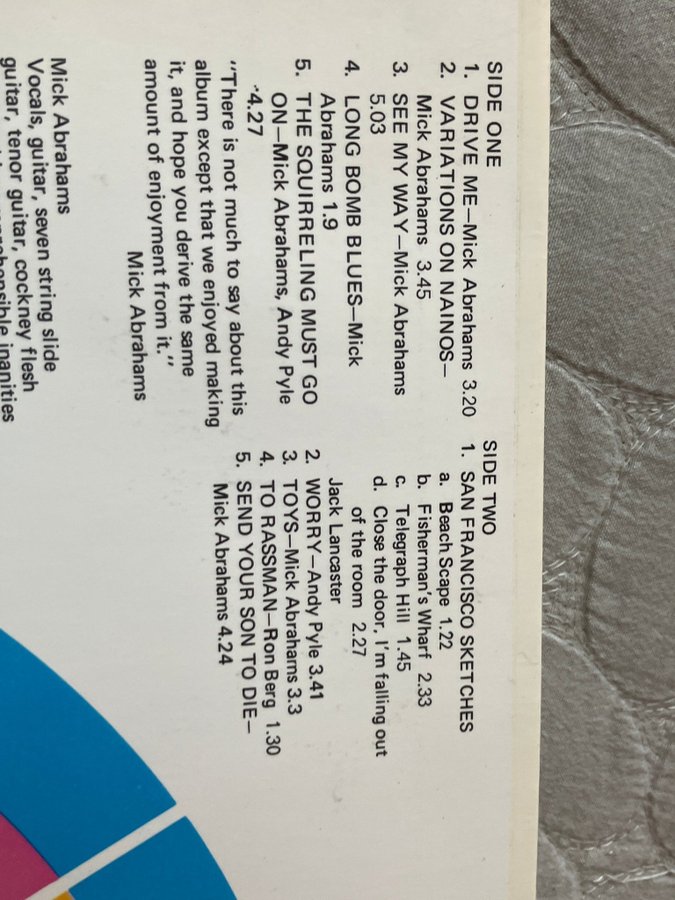 SIDE ONE
1. DRIVE ME—Mick Abrahams 3.20
2. VARIATIONS ON NAINOS—
Mick Abrahams 3.45
3. SEE MY WAY—Mick Abrahams
5.03
4. LONG BOMB BLUES—Mick
Abrahams 1.9
5. THE SQUIRRELING MUST GO
ON—Mick Abrahams, Andy Pyle
4.27
"There is not much to say about this
album except that we enjoyed making
it, and hope you derive the same
amount of enjoyment from it."
Mick Abrahams
SIDE TWO
1. SAN FRANCISCO SKETCHES
a. Beach Scape 1.22
b. Fisherman's Wharf 2.33
c. Telegraph Hill 1.45
d. Close the door, I'm falling out
of the room 2.27
Jack Lancaster
2. WORRY—Andy Pyle 3.41
3. TOYS—Mick Abrahams 3.3
4. TO RASSMAN—Ron Berg 1.30
5. SEND YOUR SON TO DIE—
Mick Abrahams 4.24
Mick Abrahams
Vocals, guitar, seven string slide
guitar, tenor guitar, cockney flesh
inanities